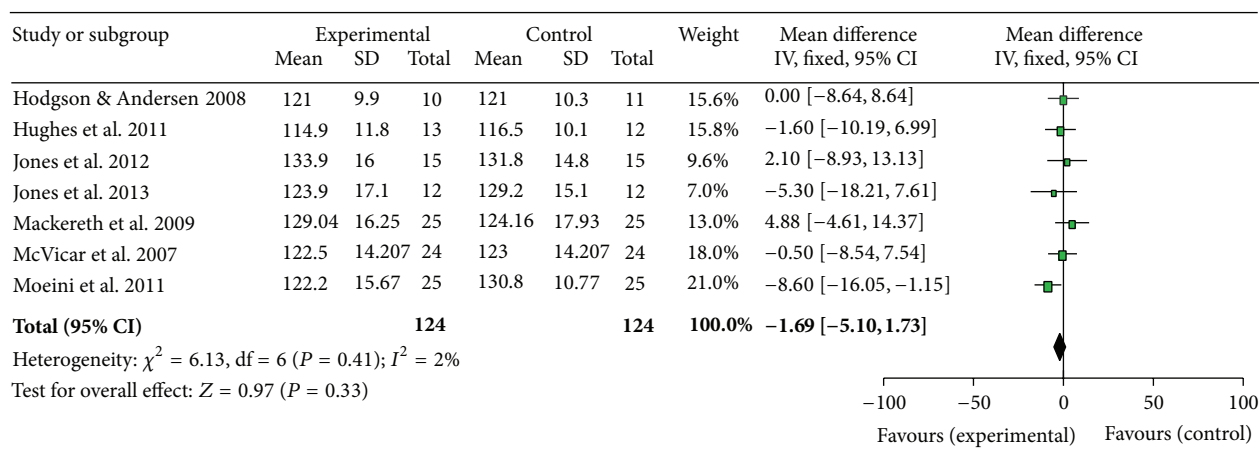 Study or subgroup Experimental Control Weight Mean difference Mean difference
Mean SD Total Mean SD Total IV, fixed, 95% CI IV, fixed, 95% CI
Hodgson & Andersen 2008 121 9.9 10 121 10.3 11 15.6% 0.00 [−8.64, 8.64]
Hughes et al. 2011 114.9 11.8 13 116.5 10.1 12 15.8% −1.60 [−10.19, 6.99]
Jones et al. 2012 133.9 16 15 131.8 14.8 15 9.6% 2.10 [−8.93, 13.13]
Jones et al. 2013 123.9 17.1 12 129.2 15.1 12 7.0% −5.30 [−18.21, 7.61]
Mackereth et al. 2009 129.04 16.25 25 124.16 17.93 25 13.0% 4.88 [−4.61, 14.37]
McVicar et al. 2007 122.5 14.207 24 123 14.207 24 18.0% −0.50 [−8.54, 7.54]
Moeini et al. 2011 122.2 15.67 25 130.8 10.77 25 21.0% −8.60 [−16.05, −1.15]
Total (95% CI) 124 124 100.0% −1.69 [−5.10, 1.73]
Heterogeneity: χ² = 6.13, df = 6 (P = 0.41); I² = 2%
Test for overall effect: Z = 0.97 (P = 0.33)
−100 −50 0 50 100
Favours (experimental) Favours (control)